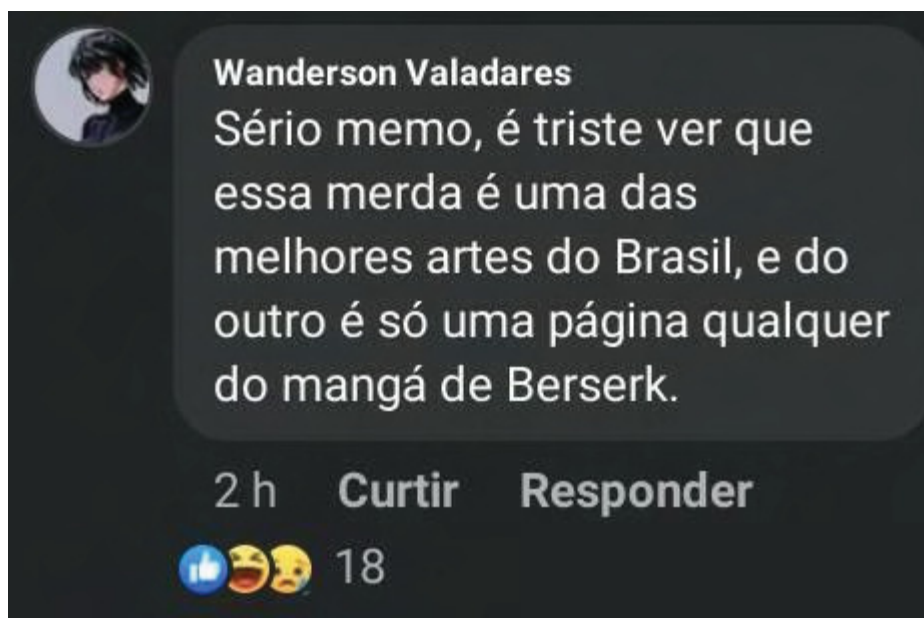 Wanderson Valadares
Sério memo, é triste ver que
essa merda é uma das
melhores artes do Brasil, e do
outro é só uma página qualquer
do mangá de Berserk.
2 h Curtir Responder
18